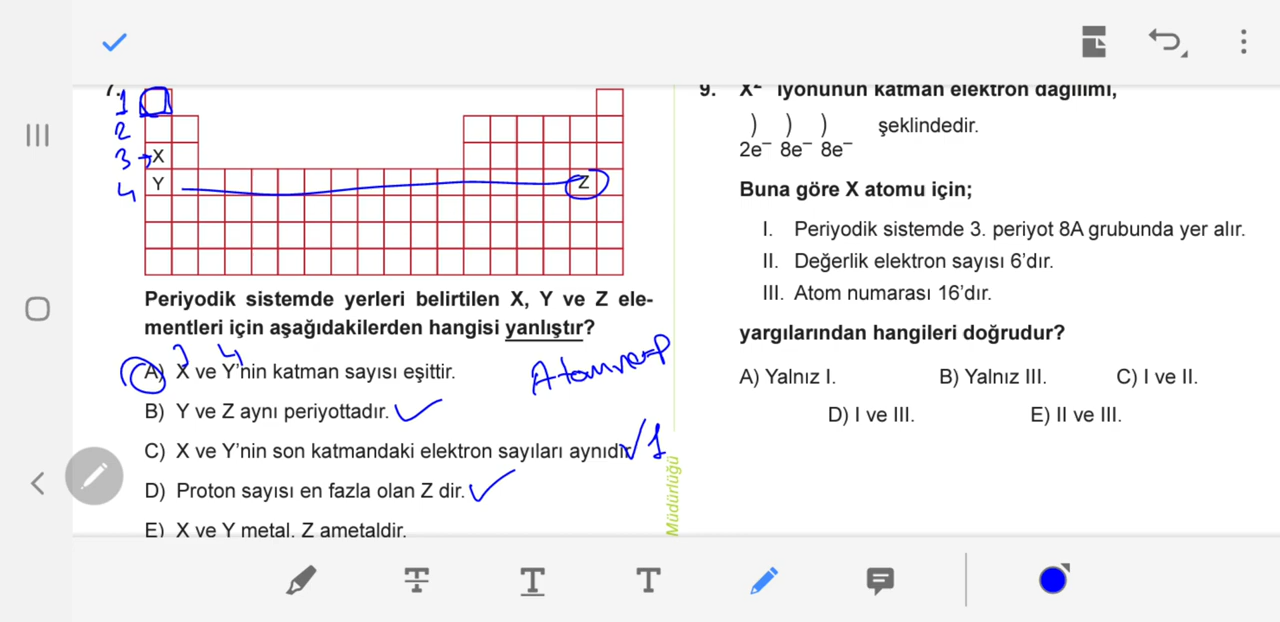 7.
1
2
3 X
4 Y Z
Periyodik sistemde yerleri belirtilen X, Y ve Z ele-
mentleri için aşağıdakilerden hangisi yanlıştır?
3 4
A) X ve Y'nin katman sayısı eşittir.
B) Y ve Z aynı periyottadır.
C) X ve Y'nin son katmandaki elektron sayıları aynıdır. 1
D) Proton sayısı en fazla olan Z dir.
E) X ve Y metal, Z ametaldir.
Müdürlüğü
9. X²⁻ iyonunun katman elektron dağılımı,
) ) ) şeklindedir.
2e⁻ 8e⁻ 8e⁻
Buna göre X atomu için;
I. Periyodik sistemde 3. periyot 8A grubunda yer alır.
II. Değerlik elektron sayısı 6'dır.
III. Atom numarası 16'dır.
yargılarından hangileri doğrudur?
A) Yalnız I. B) Yalnız III. C) I ve II.
D) I ve III. E) II ve III.
T T T